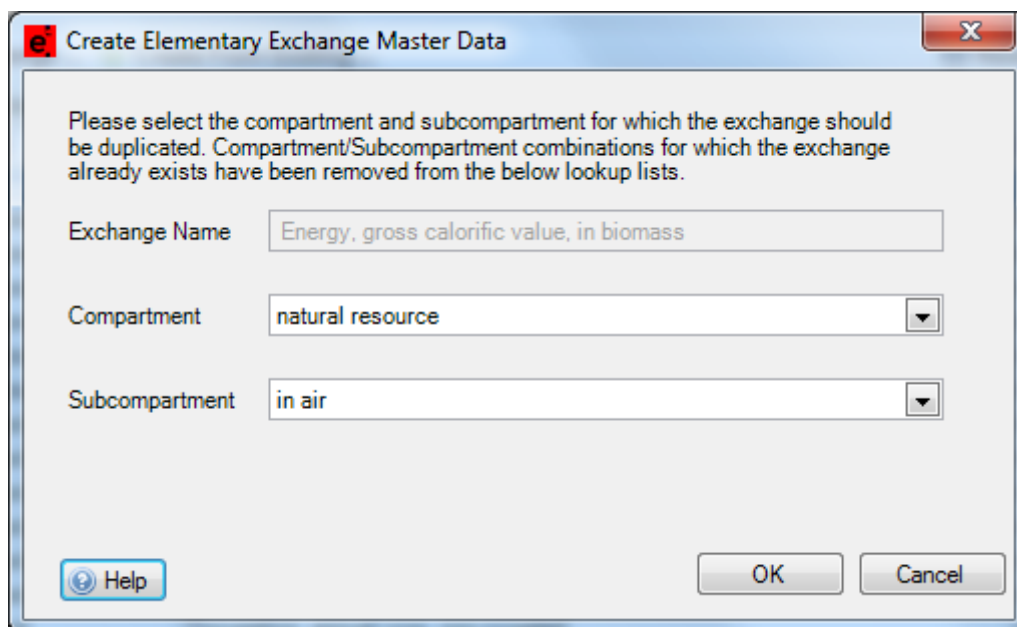 e
Create Elementary Exchange Master Data
Please select the compartment and subcompartment for which the exchange should
be duplicated. Compartment/Subcompartment combinations for which the exchange
already exists have been removed from the below lookup lists.
Exchange Name Energy, gross calorific value, in biomass
Compartment natural resource
Subcompartment in air
Help OK Cancel